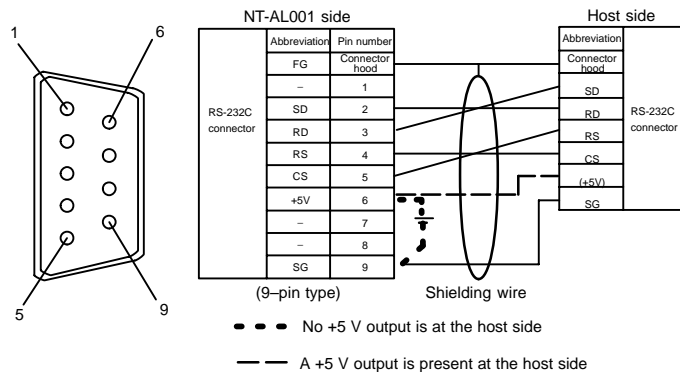 NT-AL001 side
Host side
1
6
5
9
RS-232C
connector
Abbreviation Pin number
FG Connector
hood
– 1
SD 2
RD 3
RS 4
CS 5
+5V 6
– 7
– 8
SG 9
(9–pin type)
Shielding wire
Abbreviation
Connector
hood
SD
RD
RS
CS
(+5V)
SG
RS-232C
connector
No +5 V output is at the host side
A +5 V output is present at the host side